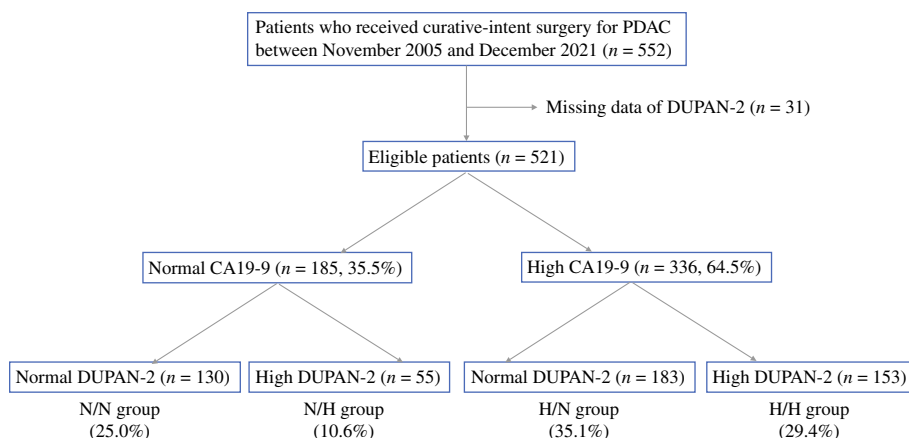 Patients who received curative-intent surgery for PDAC
between November 2005 and December 2021 (n = 552)
Missing data of DUPAN-2 (n = 31)
Eligible patients (n = 521)
Normal CA19-9 (n = 185, 35.5%)
High CA19-9 (n = 336, 64.5%)
Normal DUPAN-2 (n = 130)
High DUPAN-2 (n = 55)
Normal DUPAN-2 (n = 183)
High DUPAN-2 (n = 153)
N/N group
(25.0%)
N/H group
(10.6%)
H/N group
(35.1%)
H/H group
(29.4%)